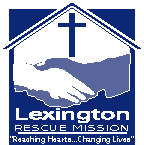 Lexington
RESCUE MISSION
"Reaching Hearts...Changing Lives"